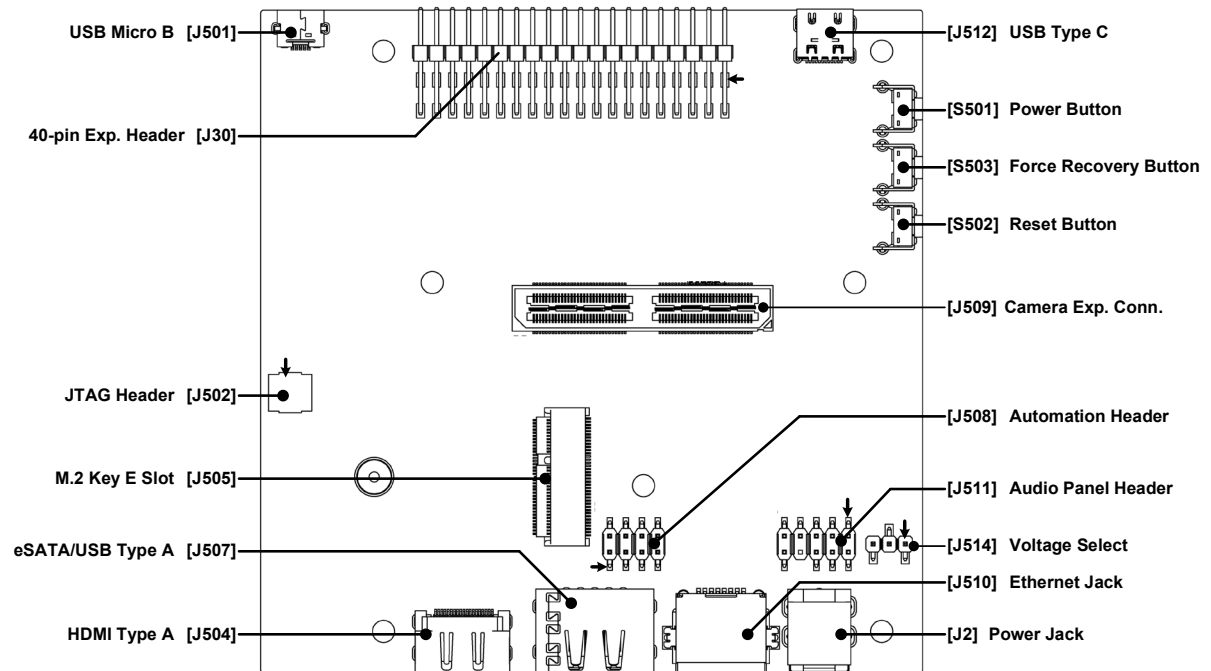 USB Micro B [J501]
[J512] USB Type C
[S501] Power Button
40-pin Exp. Header [J30]
[S503] Force Recovery Button
[S502] Reset Button
[J509] Camera Exp. Conn.
JTAG Header [J502]
[J508] Automation Header
M.2 Key E Slot [J505]
[J511] Audio Panel Header
eSATA/USB Type A [J507]
[J514] Voltage Select
[J510] Ethernet Jack
HDMI Type A [J504]
[J2] Power Jack